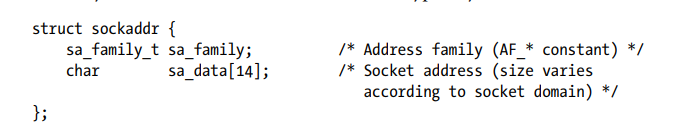 struct sockaddr {
    sa_family_t sa_family;          /* Address family (AF_* constant) */
    char        sa_data[14];        /* Socket address (size varies
                                       according to socket domain) */
};